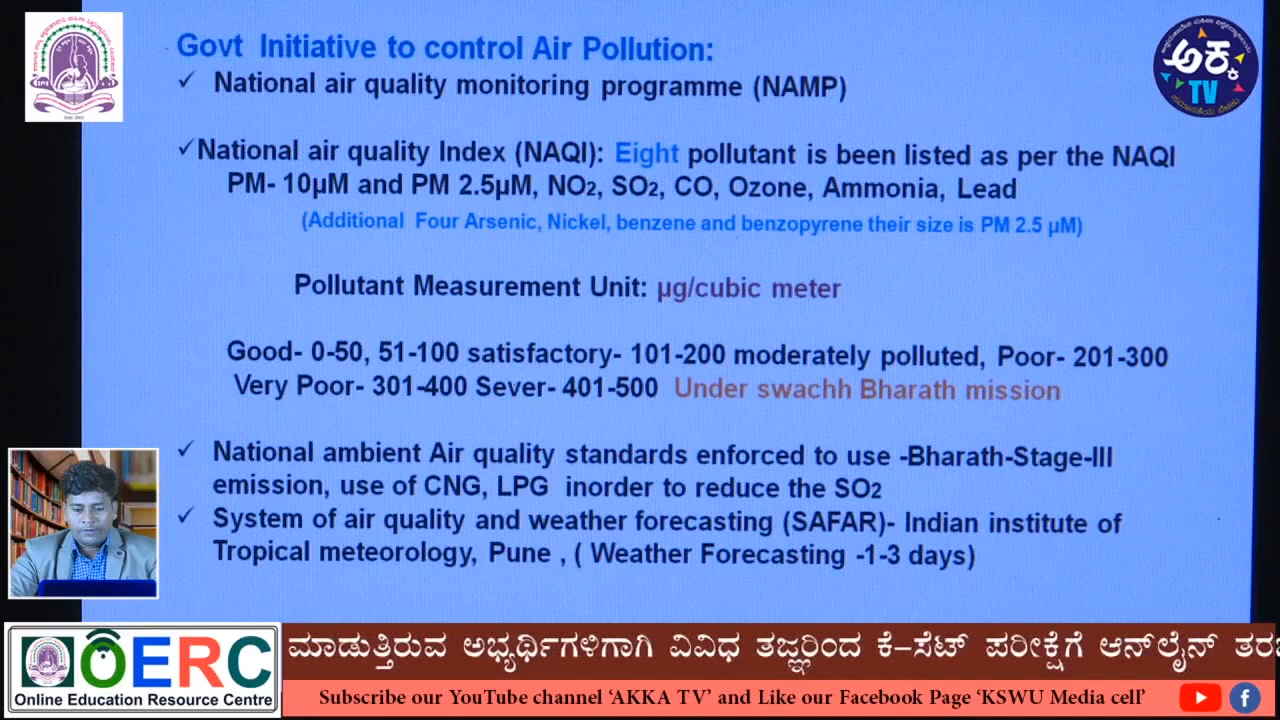 Govt Initiative to control Air Pollution:
✓ National air quality monitoring programme (NAMP)
✓National air quality Index (NAQI): Eight pollutant is been listed as per the NAQI
PM- 10µM and PM 2.5µM, NO2, SO2, CO, Ozone, Ammonia, Lead
(Additional Four Arsenic, Nickel, benzene and benzopyrene their size is PM 2.5 µM)
Pollutant Measurement Unit: µg/cubic meter
Good- 0-50, 51-100 satisfactory- 101-200 moderately polluted, Poor- 201-300
Very Poor- 301-400 Sever- 401-500 Under swachh Bharath mission
✓ National ambient Air quality standards enforced to use -Bharath-Stage-III
emission, use of CNG, LPG inorder to reduce the SO2
✓ System of air quality and weather forecasting (SAFAR)- Indian institute of
Tropical meteorology, Pune , ( Weather Forecasting -1-3 days)
ಅಕ್ಕ
TV
OERC
Online Education Resource Centre
ಮಾಡುತ್ತಿರುವ ಅಭ್ಯರ್ಥಿಗಳಿಗಾಗಿ ವಿವಿಧ ತಜ್ಞರಿಂದ ಕೆ–ಸೆಟ್ ಪರೀಕ್ಷೆಗೆ ಆನ್‌ಲೈನ್
Subscribe our YouTube channel ‘AKKA TV’ and Like our Facebook Page ‘KSWU Media cell’